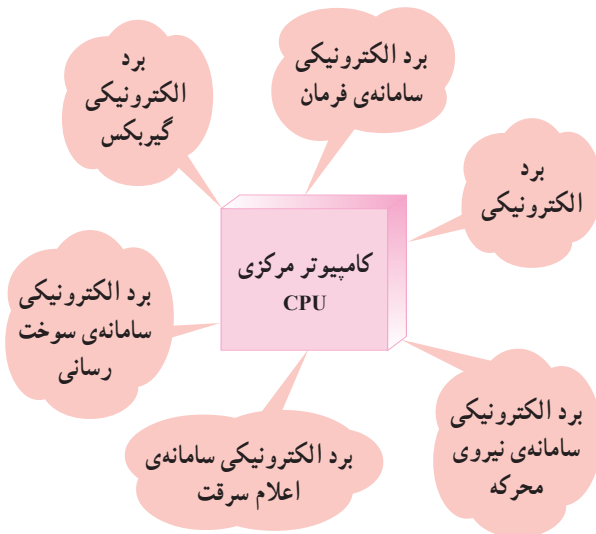 برد الکترونیکی
سامانه‌ی فرمان
برد
الکترونیکی
گیربکس
برد
الکترونیکی
کامپیوتر مرکزی
CPU
برد الکترونیکی
سامانه‌ی سوخت
رسانی
برد الکترونیکی
سامانه‌ی نیروی
محرکه
برد الکترونیکی سامانه‌ی
اعلام سرقت